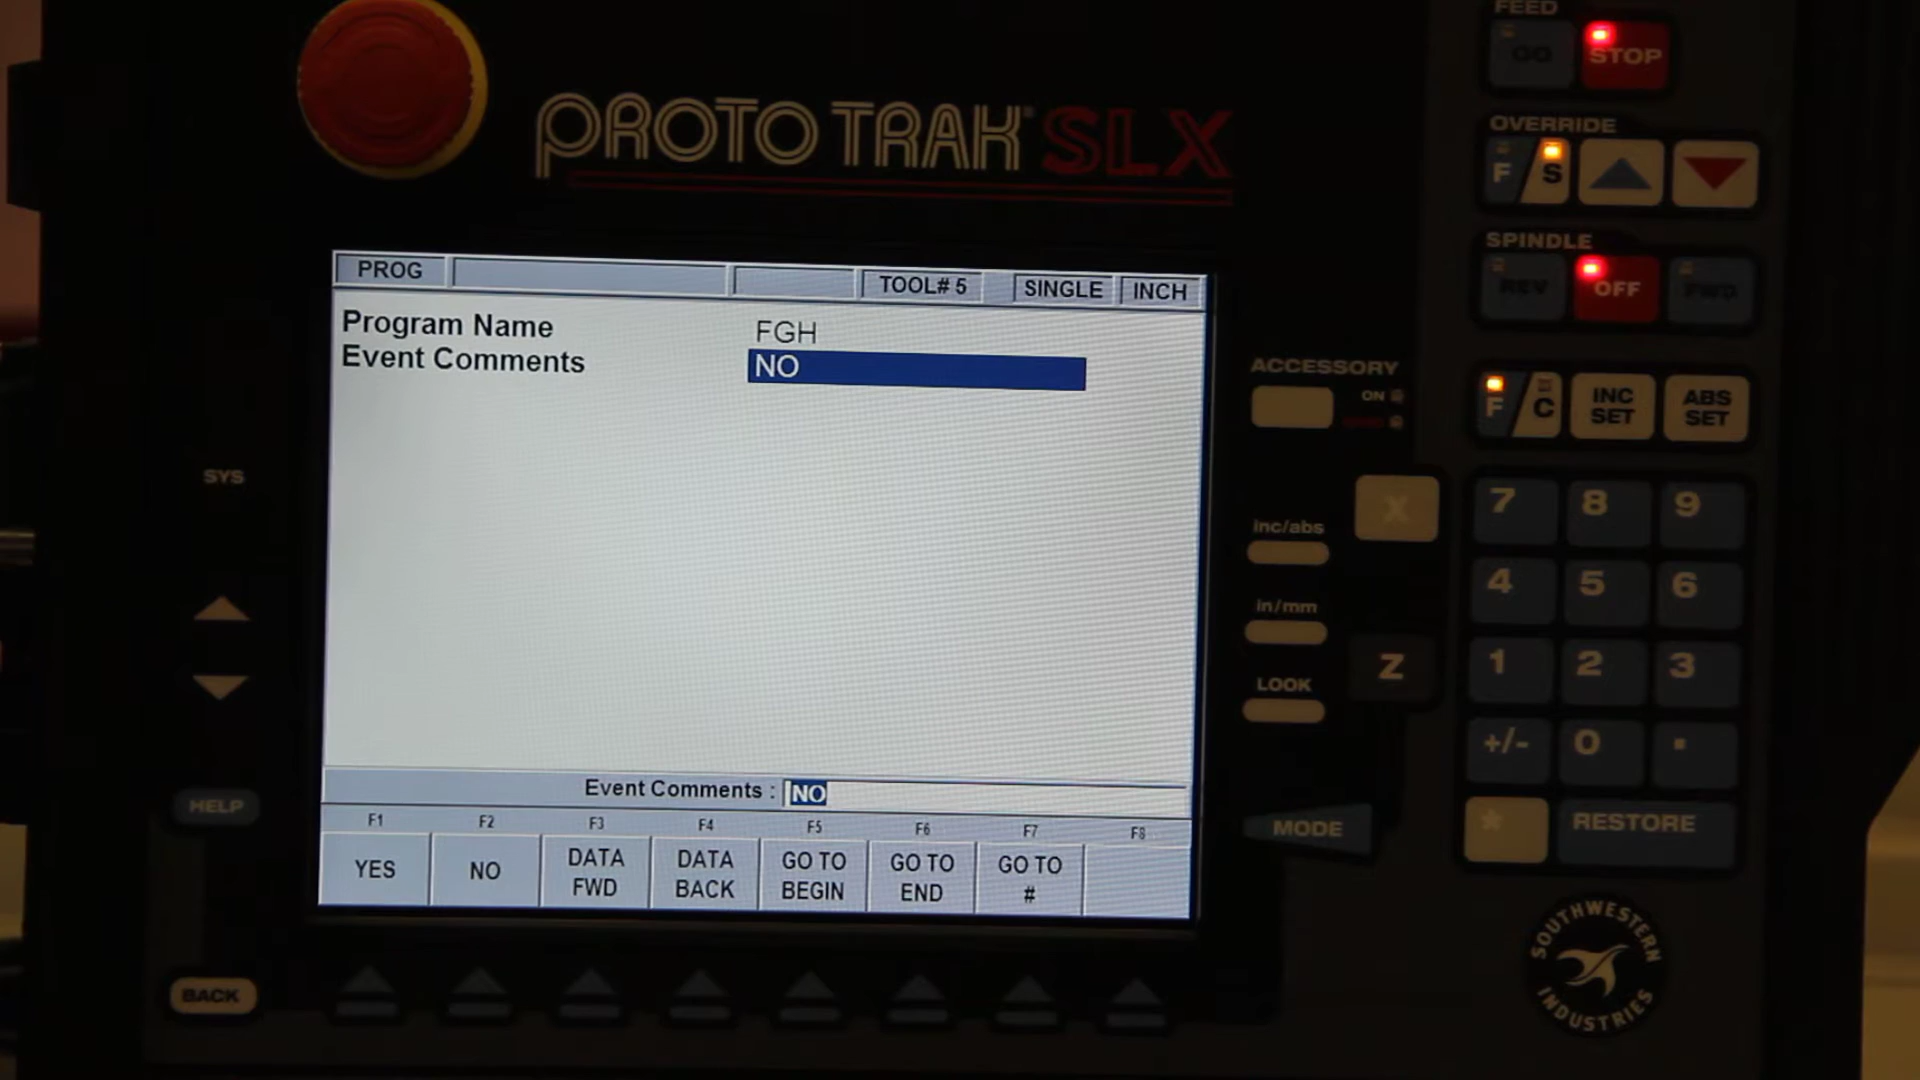 FEED
GO
STOP
PROTO TRAK® SLX
OVERRIDE
F
S
SPINDLE
REV
OFF
FWD
PROG
TOOL# 5
SINGLE
INCH
Program Name
FGH
Event Comments
NO
ACCESSORY
ON
F
C
INC SET
ABS SET
SYS
inc/abs
X
7 8 9
in/mm
4 5 6
LOOK
Z
1 2 3
+/- 0 .
HELP
Event Comments : NO
F1 F2 F3 F4 F5 F6 F7 F8
YES
NO
DATA FWD
DATA BACK
GO TO BEGIN
GO TO END
GO TO #
MODE
*
RESTORE
BACK
SOUTHWESTERN
INDUSTRIES